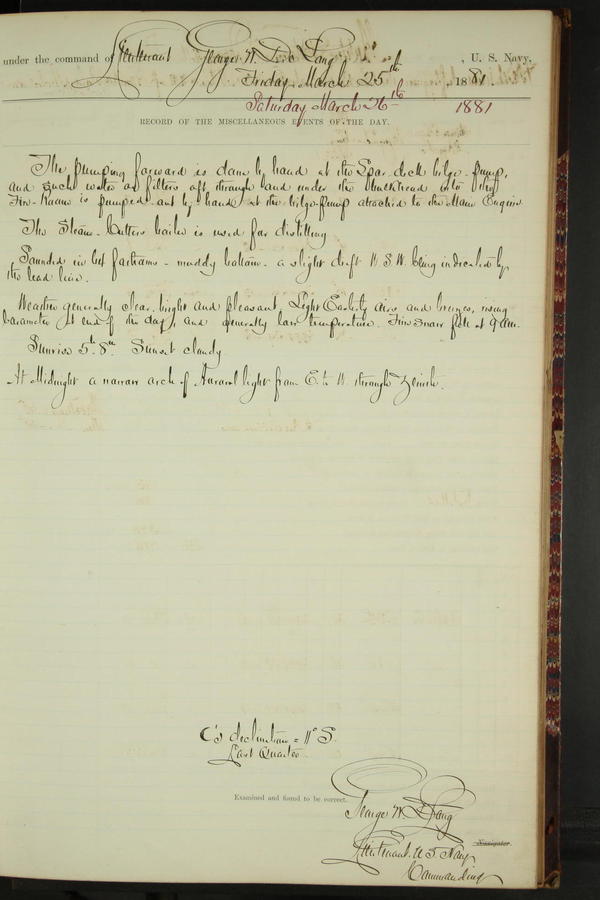 under the command of Lieutenant George W. De Long, U. S. Navy,
Friday March 25th, 1881.
Saturday March 26th 1881
RECORD OF THE MISCELLANEOUS EVENTS OF THE DAY.
The pumping forward is done by hand at the Spar-deck bilge-pump,
and such water as filters aft through and under the bulkhead into the
Fire-Room is pumped out by hand at the bilge-pump attached to the Main Engine
The Steam-Cutters boiler is used for distilling
Sounded in fathoms - muddy bottom - a slight drift W.S.W. being indicated by
the lead line.
Weather generally clear, bright and pleasant Light Easterly airs and breezes, rising
barometer at end of the day, and generally low temperature. Fine snow fell at 9 a.m.
Sunrise 5h 8m Sunset cloudy
At Midnight a narrow arch of Auroral light from E. to W. through Zenith.
☾'s declination = 11° S.
Last Quarter
Examined and found to be correct.
George W. De Long
Navigator.
Lieutenant U. S. Navy
Commanding